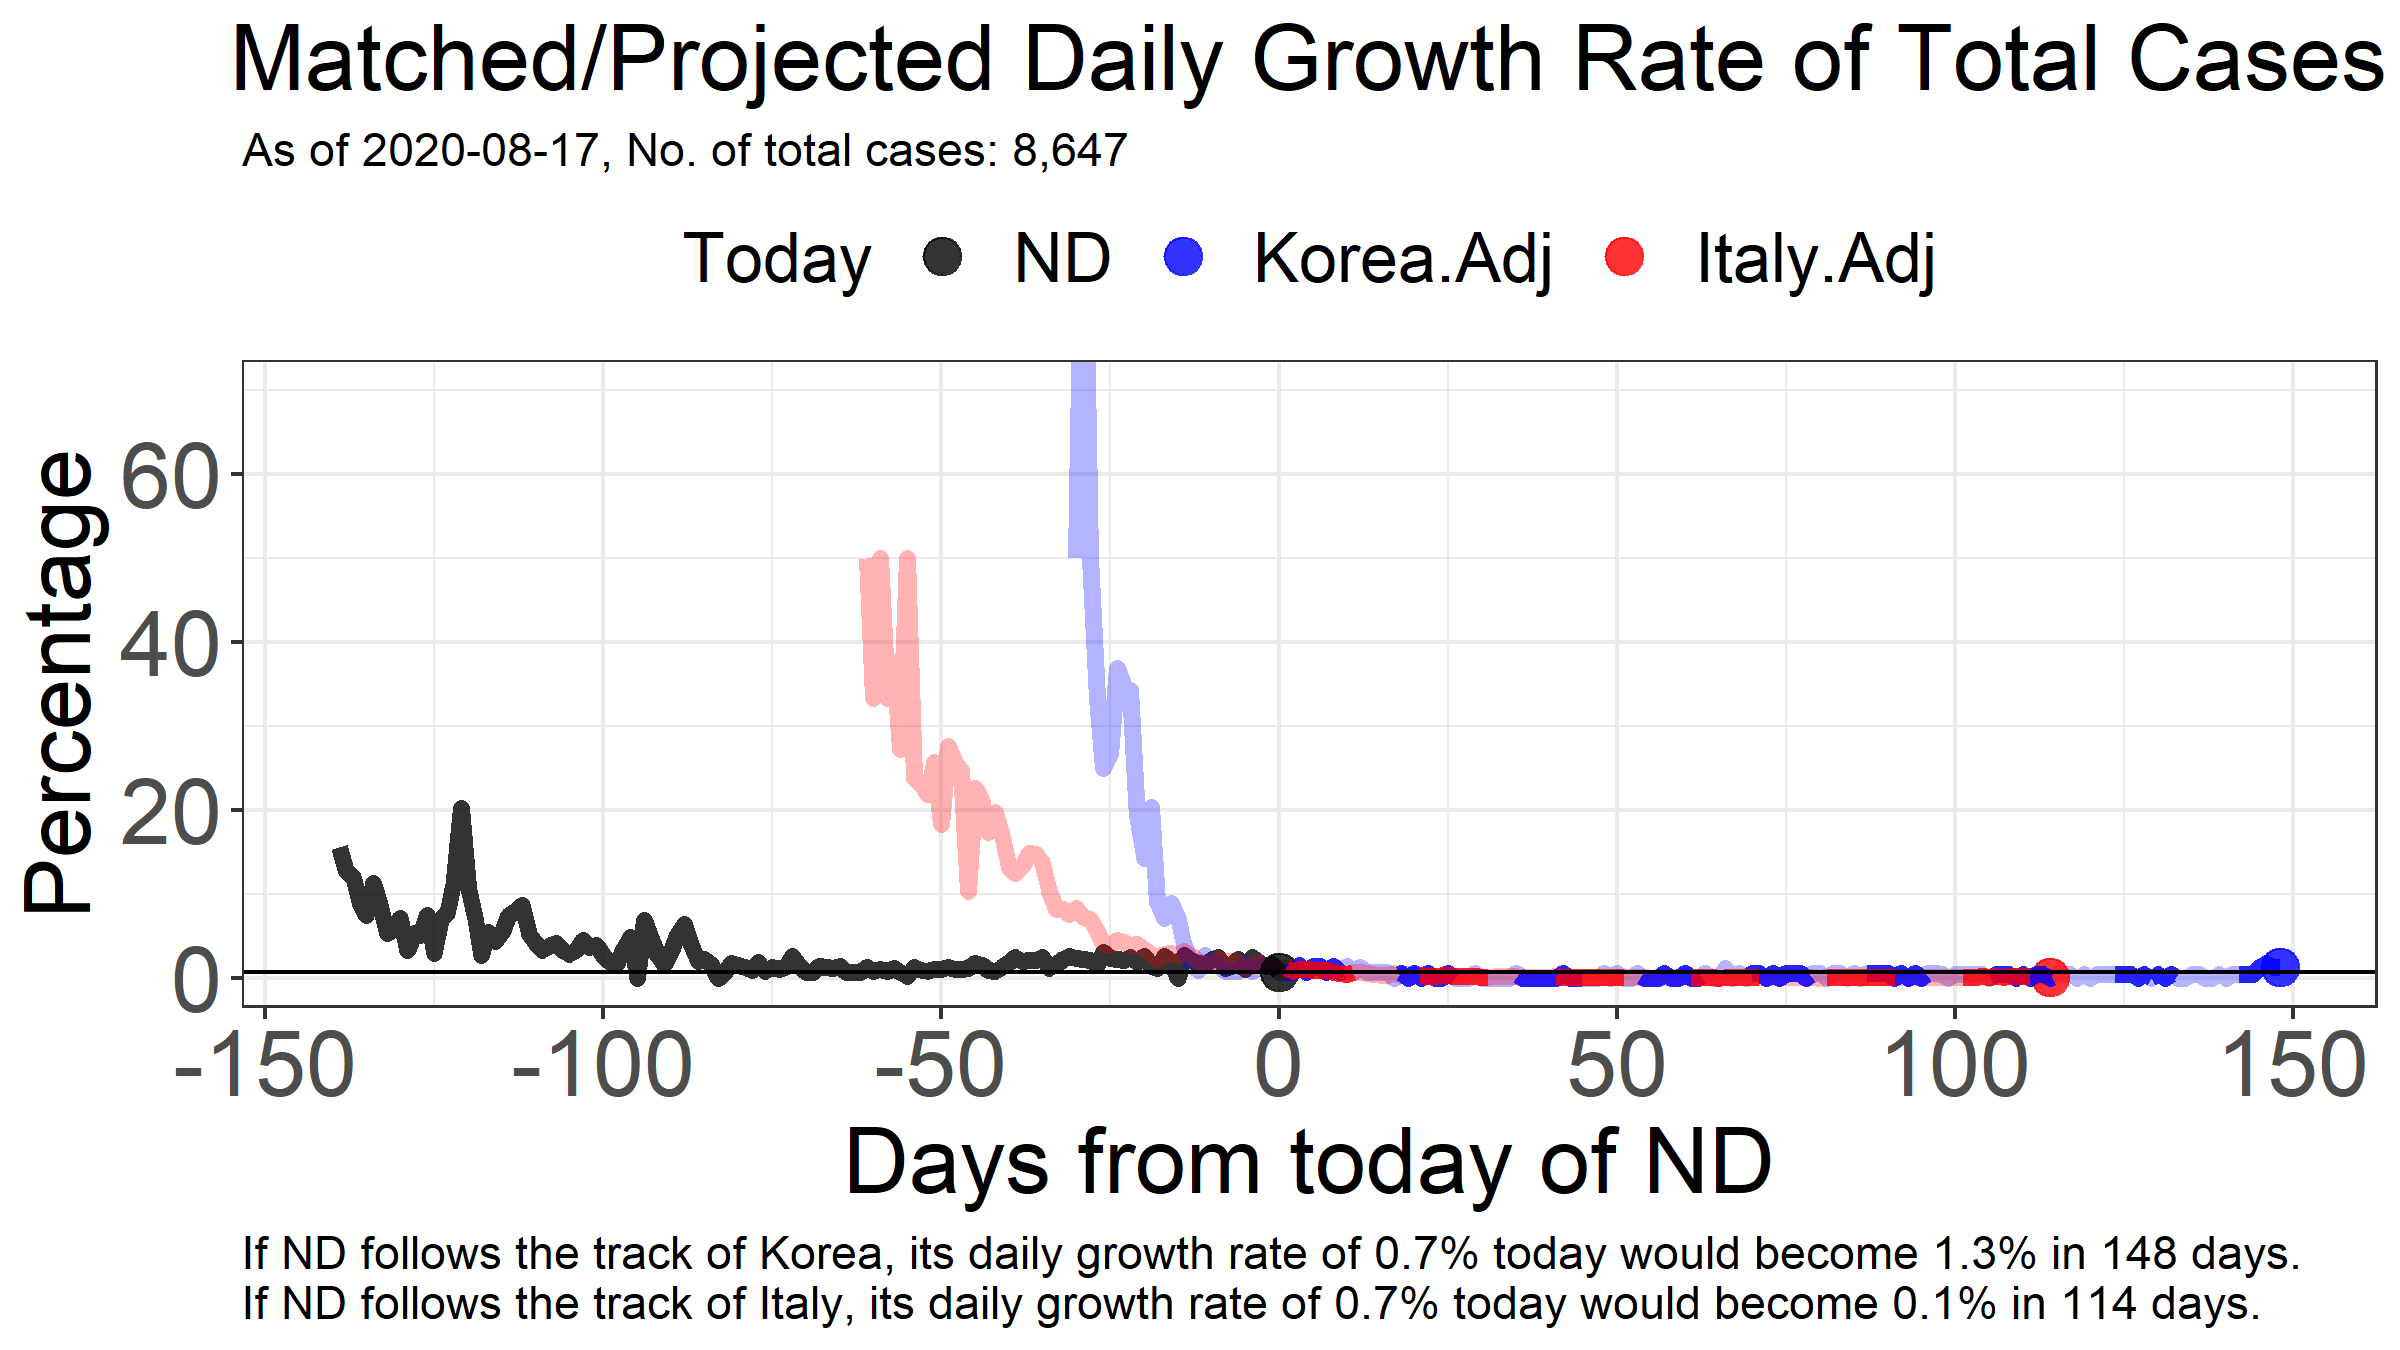 Matched/Projected Daily Growth Rate of Total Cases
As of 2020-08-17, No. of total cases: 8,647
Today ND Korea.Adj Italy.Adj
Percentage
60
40
20
0
-150 -100 -50 0 50 100 150
Days from today of ND
If ND follows the track of Korea, its daily growth rate of 0.7% today would become 1.3% in 148 days.
If ND follows the track of Italy, its daily growth rate of 0.7% today would become 0.1% in 114 days.